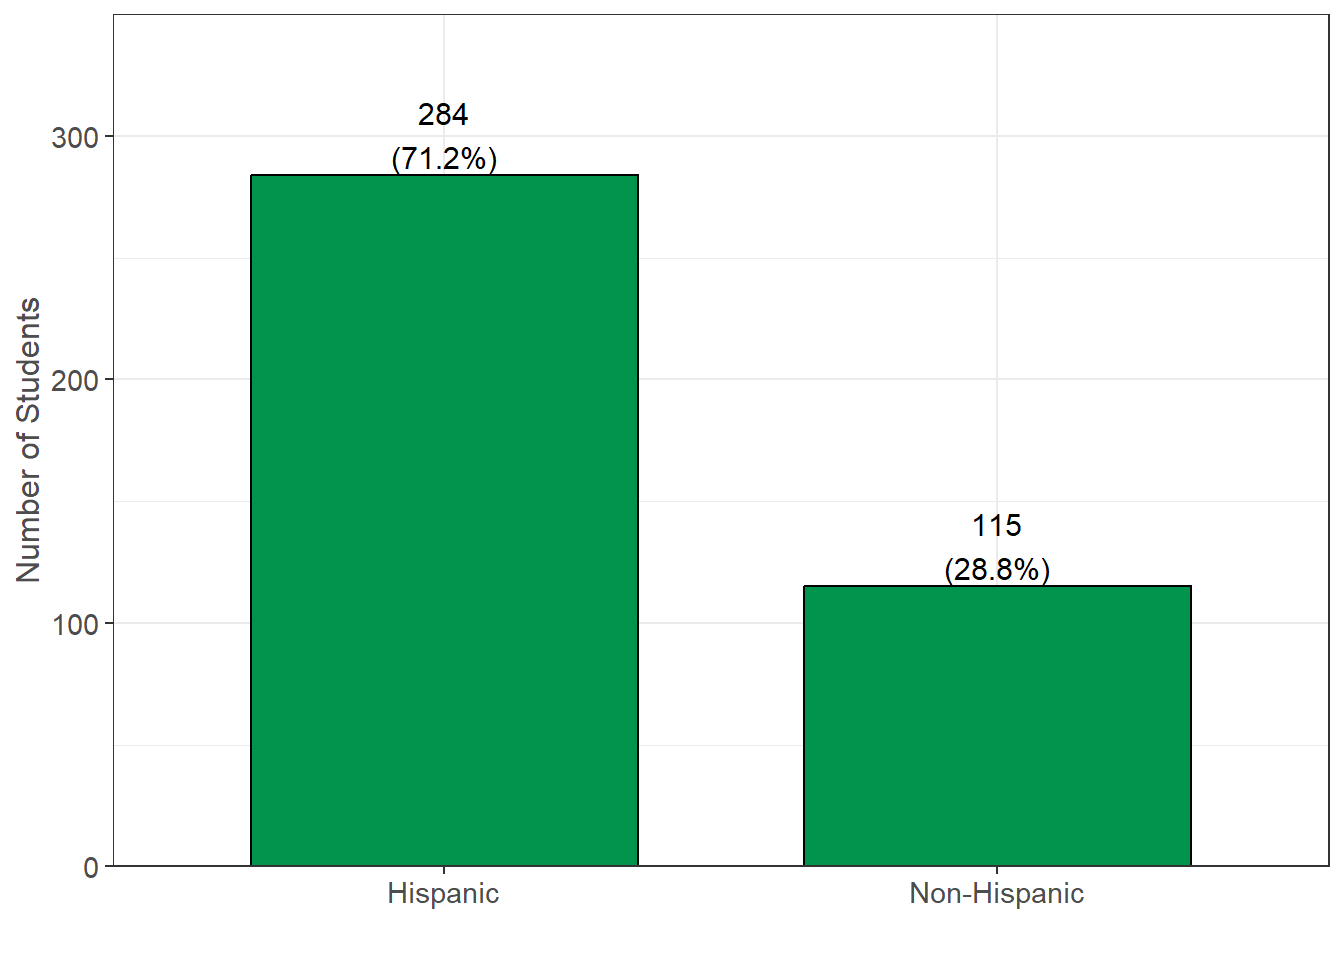 Number of Students
300
200
100
0
284
(71.2%)
115
(28.8%)
Hispanic
Non-Hispanic